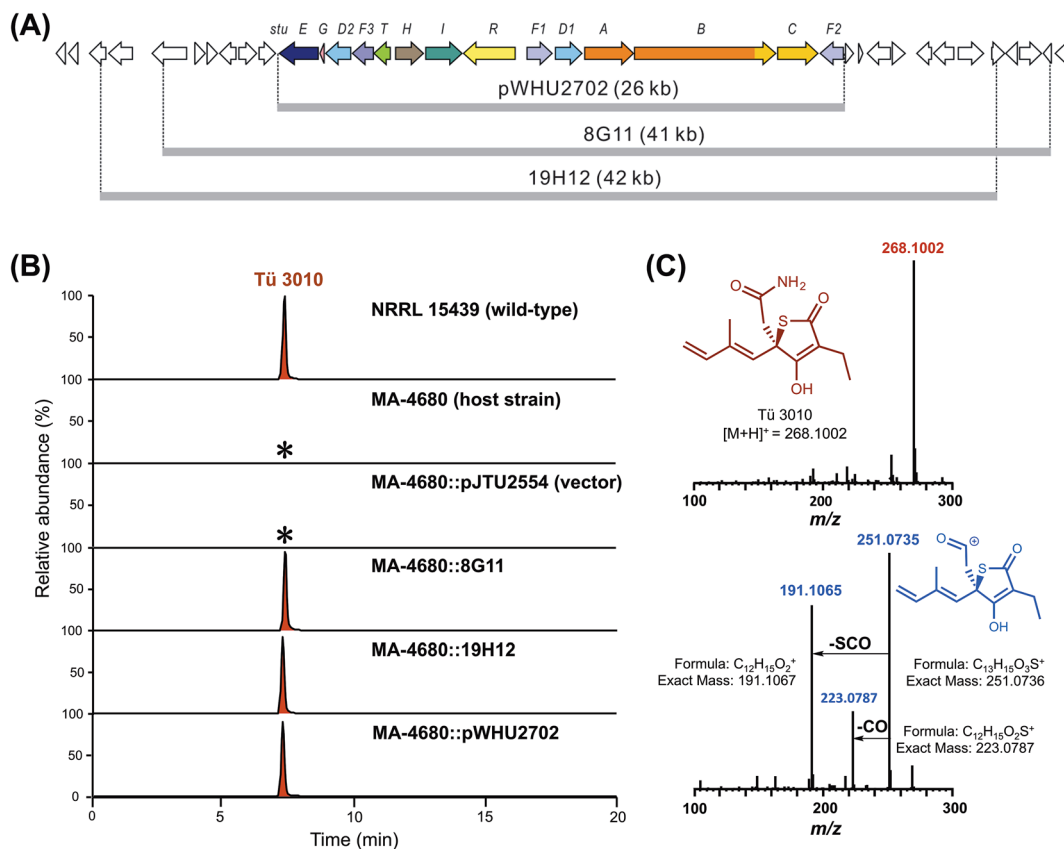 (A)
stu E G D2 F3 T H I R F1 D1 A B C F2
pWHU2702 (26 kb)
8G11 (41 kb)
19H12 (42 kb)
(B)
Tü 3010
Relative abundance (%)
100
50
NRRL 15439 (wild-type)
100
50
MA-4680 (host strain)
*
100
50
MA-4680::pJTU2554 (vector)
*
100
50
MA-4680::8G11
100
50
MA-4680::19H12
100
50
MA-4680::pWHU2702
0
0 5 10 15 20
Time (min)
(C)
268.1002
O NH₂ S O OH
Tü 3010
[M+H]⁺ = 268.1002
100 200 300
m/z
251.0735
O S O OH
191.1065
-SCO
Formula: C₁₂H₁₅O₂⁺
Exact Mass: 191.1067
Formula: C₁₃H₁₅O₃S⁺
Exact Mass: 251.0736
223.0787
-CO
Formula: C₁₂H₁₅O₂S⁺
Exact Mass: 223.0787
100 200 300
m/z